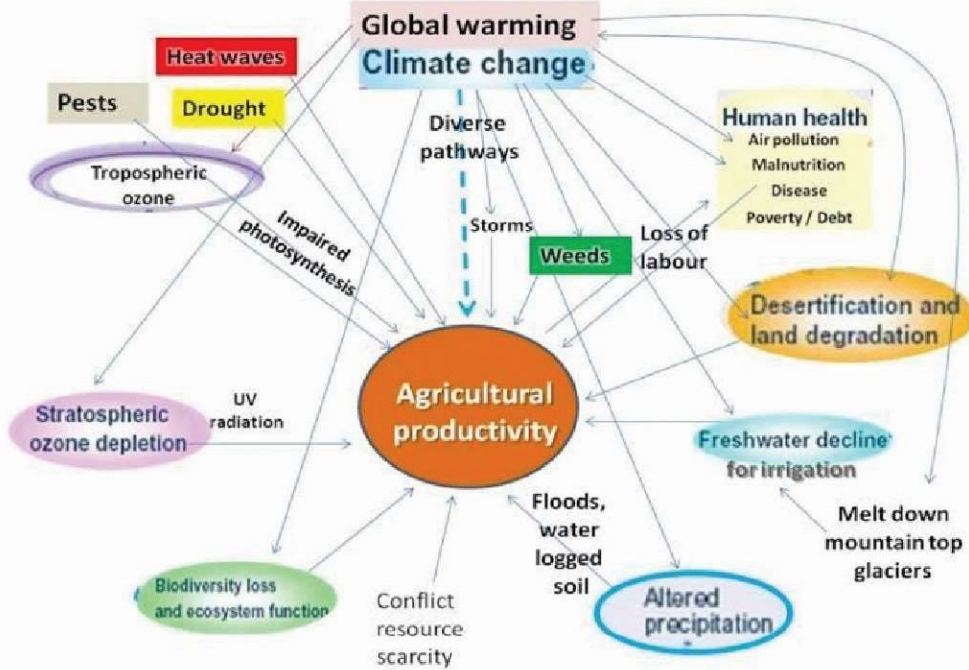 Global warming
Climate change
Heat waves
Pests
Drought
Tropospheric
ozone
Diverse
pathways
Human health
Air pollution
Malnutrition
Disease
Poverty / Debt
Impaired
photosynthesis
Storms
Weeds
Loss of
labour
Desertification and
land degradation
Agricultural
productivity
Stratospheric
ozone depletion
UV
radiation
Freshwater decline
for irrigation
Melt down
mountain top
glaciers
Floods,
water
logged
soil
Biodiversity loss
and ecosystem function
Conflict
resource
scarcity
Altered
precipitation